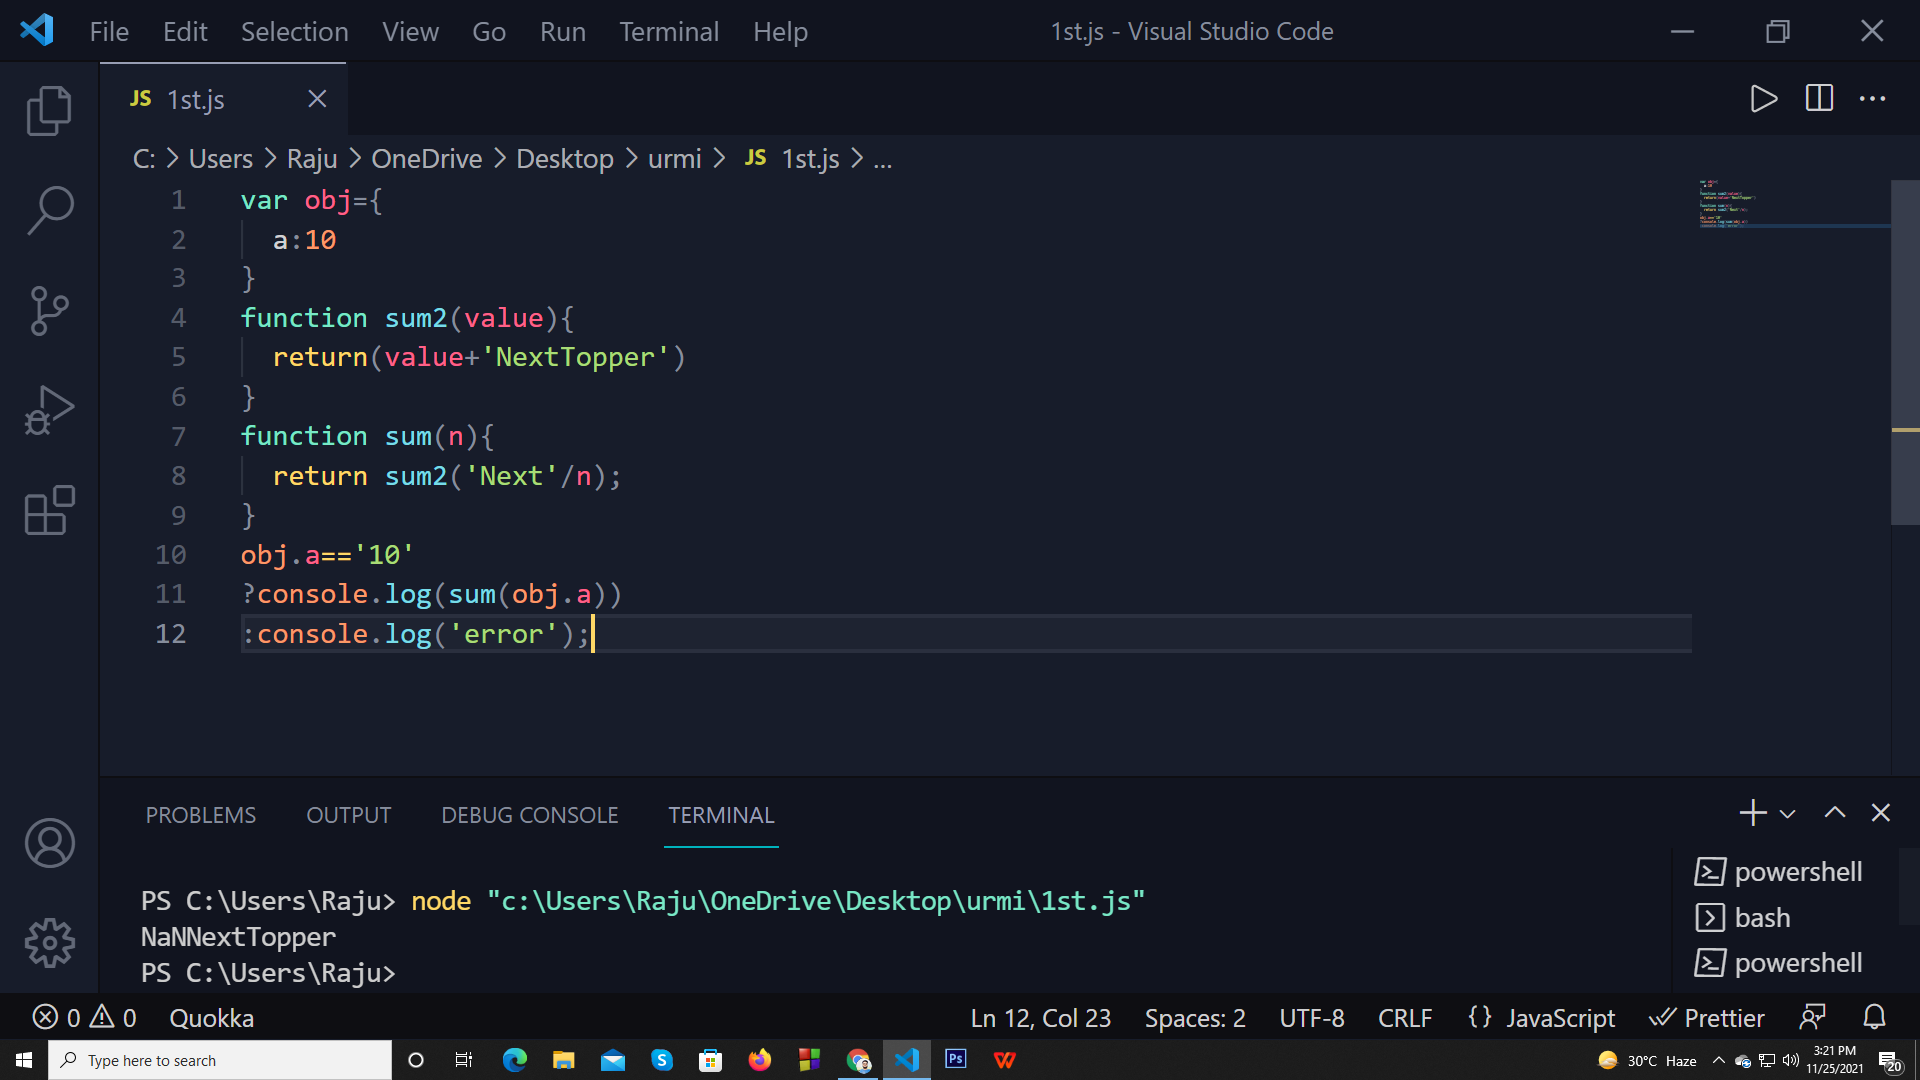 File Edit Selection View Go Run Terminal Help 1st.js - Visual Studio Code
JS 1st.js
C: > Users > Raju > OneDrive > Desktop > urmi > JS 1st.js > ...
1 var obj={
2 a:10
3 }
4 function sum2(value){
5 return(value+'NextTopper')
6 }
7 function sum(n){
8 return sum2('Next'/n);
9 }
10 obj.a=='10'
11 ?console.log(sum(obj.a))
12 :console.log('error');
PROBLEMS OUTPUT DEBUG CONSOLE TERMINAL
PS C:\Users\Raju> node "c:\Users\Raju\OneDrive\Desktop\urmi\1st.js"
NaNNextTopper
PS C:\Users\Raju>
powershell
bash
powershell
0 0 Quokka Ln 12, Col 23 Spaces: 2 UTF-8 CRLF {} JavaScript Prettier
Type here to search
S
Ps
W
30°C Haze
3:21 PM
11/25/2021
20